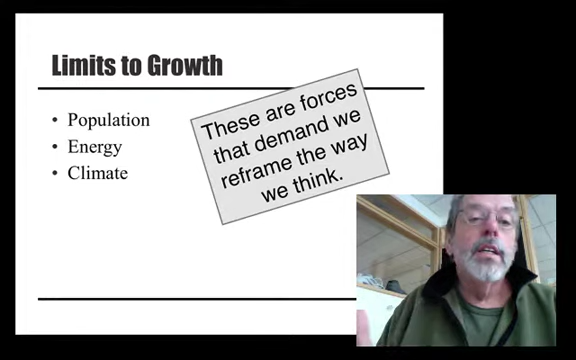 Limits to Growth
• Population
• Energy
• Climate
These are forces
that demand we
reframe the way
we think.